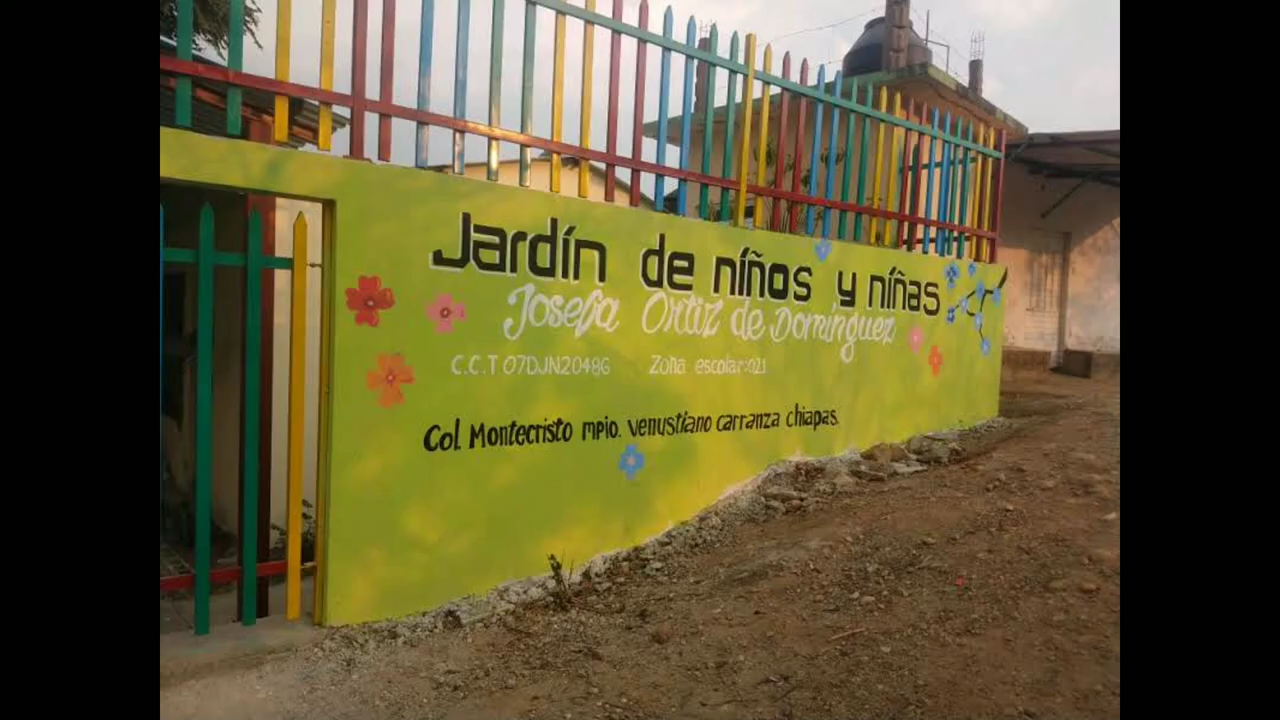 Jardín de niños y niñas
Josefa Ortiz de Domínguez
C.C.T 07DJN2048G Zona escolar:021
Col. Montecristo mpio. venustiano carranza chiapas.